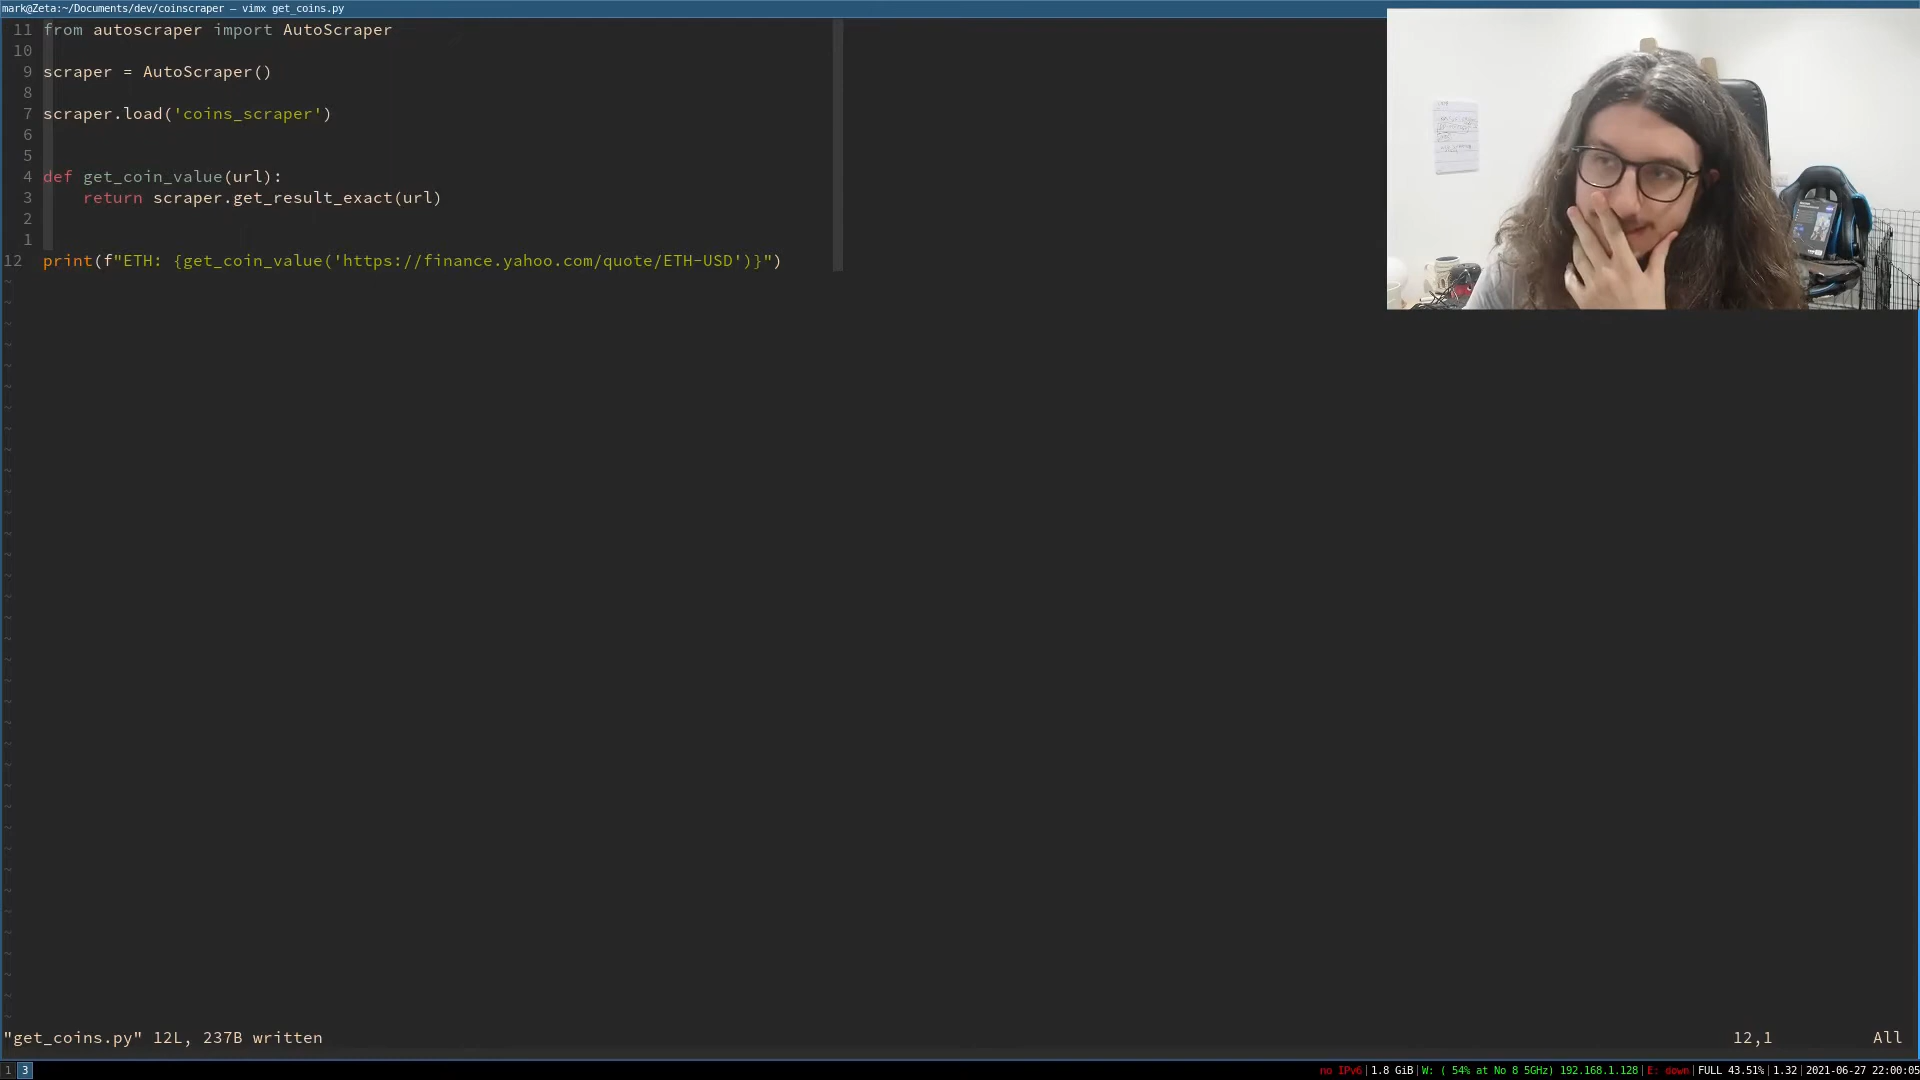 mark@Zeta:~/Documents/dev/coinscraper — vimx get_coins.py
11 from autoscraper import AutoScraper
10
9 scraper = AutoScraper()
8
7 scraper.load('coins_scraper')
6
5
4 def get_coin_value(url):
3     return scraper.get_result_exact(url)
2
1
12 print(f"ETH: {get_coin_value('https://finance.yahoo.com/quote/ETH-USD')}")
"get_coins.py" 12L, 237B written 12,1 All
1 3 no IPv6|1.8 GiB|W: ( 54% at No 8 5GHz) 192.168.1.128|E: down|FULL 43.51%|1.32|2021-06-27 22:00:05